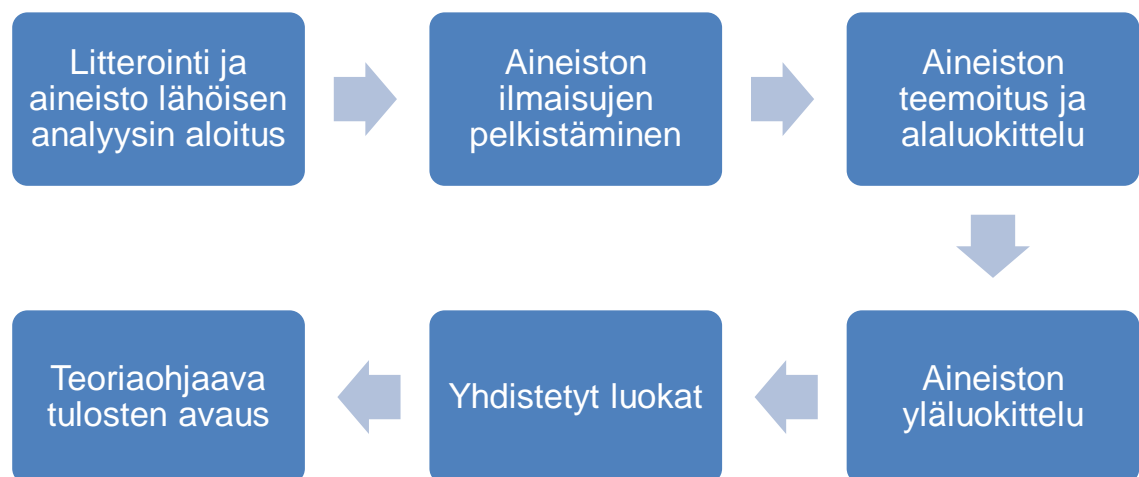 Litterointi ja
aineisto lähöisen
analyysin aloitus
Aineiston
ilmaisujen
pelkistäminen
Aineiston
teemoitus ja
alaluokittelu
Aineiston
yläluokittelu
Yhdistetyt luokat
Teoriaohjaava
tulosten avaus